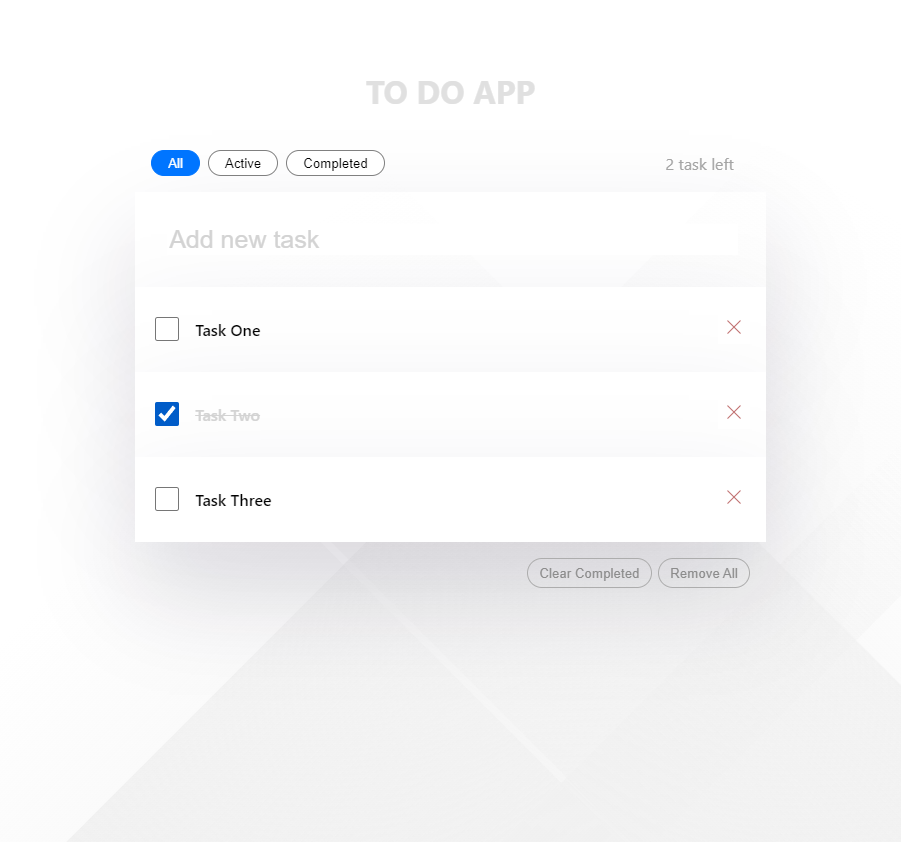 TO DO APP
All Active Completed 2 task left
Add new task
Task One
Task Two
Task Three
Clear Completed Remove All